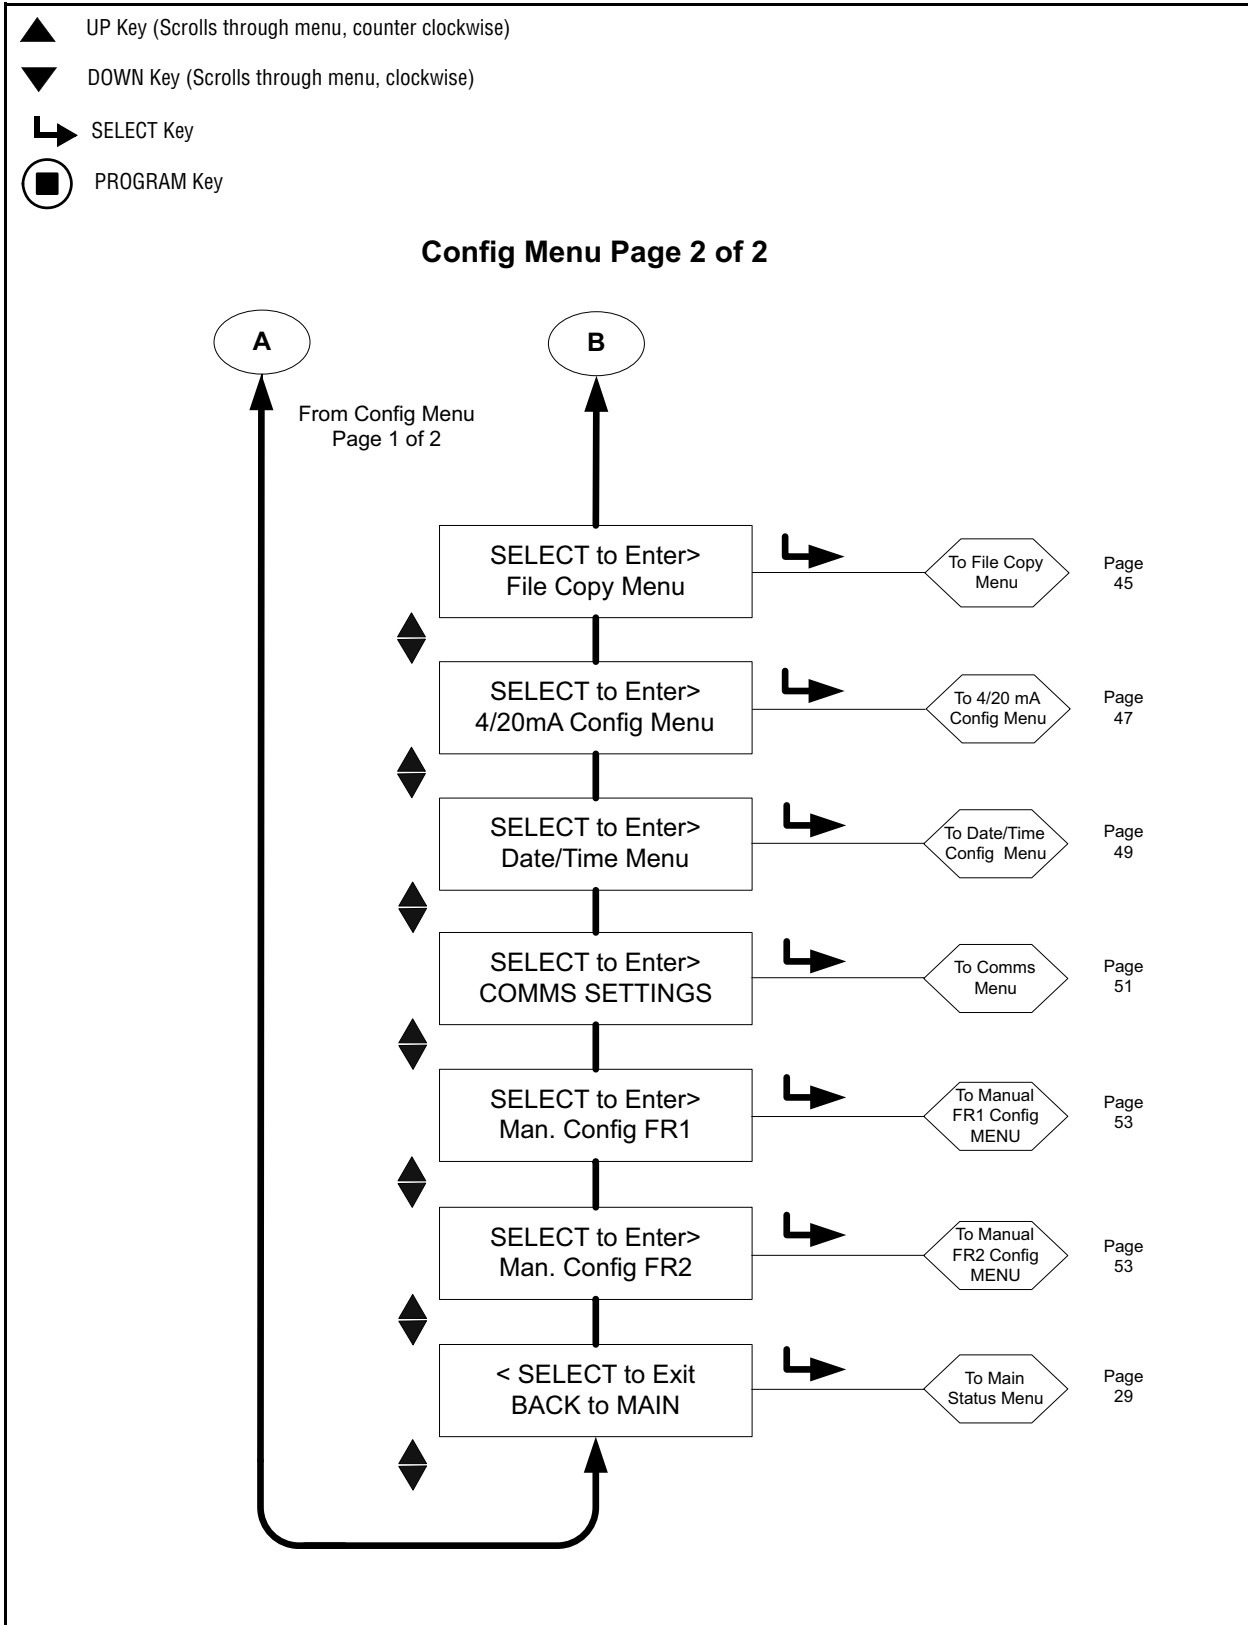 UP Key (Scrolls through menu, counter clockwise)
DOWN Key (Scrolls through menu, clockwise)
SELECT Key
PROGRAM Key
Config Menu Page 2 of 2
A
B
From Config Menu
Page 1 of 2
SELECT to Enter>
File Copy Menu
To File Copy
Menu
Page
45
SELECT to Enter>
4/20mA Config Menu
To 4/20 mA
Config Menu
Page
47
SELECT to Enter>
Date/Time Menu
To Date/Time
Config Menu
Page
49
SELECT to Enter>
COMMS SETTINGS
To Comms
Menu
Page
51
SELECT to Enter>
Man. Config FR1
To Manual
FR1 Config
MENU
Page
53
SELECT to Enter>
Man. Config FR2
To Manual
FR2 Config
MENU
Page
53
< SELECT to Exit
BACK to MAIN
To Main
Status Menu
Page
29